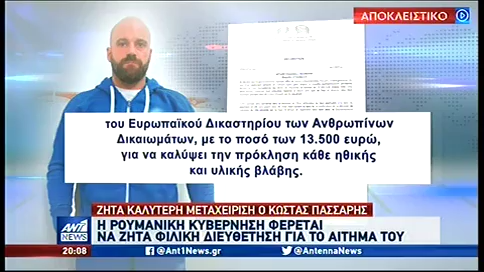 ΑΠΟΚΛΕΙΣΤΙΚΟ
του Ευρωπαϊκού Δικαστηρίου των Ανθρωπίνων
Δικαιωμάτων, με το ποσό των 13.500 ευρώ,
για να καλύψει την πρόκληση κάθε ηθικής
και υλικής βλάβης.
ΖΗΤΑ ΚΑΛΥΤΕΡΗ ΜΕΤΑΧΕΙΡΙΣΗ Ο ΚΩΣΤΑΣ ΠΑΣΣΑΡΗΣ
ΑΝΤ1
NEWS
Η ΡΟΥΜΑΝΙΚΗ ΚΥΒΕΡΝΗΣΗ ΦΕΡΕΤΑΙ
ΝΑ ΖΗΤΑ ΦΙΛΙΚΗ ΔΙΕΥΘΕΤΗΣΗ ΓΙΑ ΤΟ ΑΙΤΗΜΑ ΤΟΥ
20:08
@Ant1News.gr
@antennanews